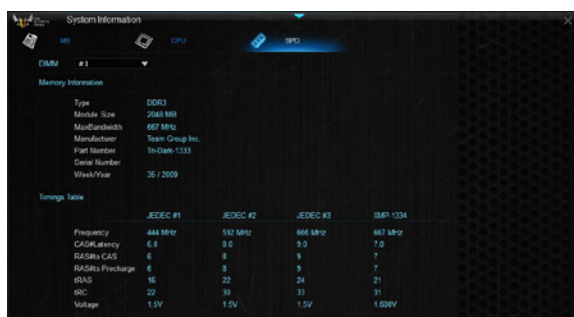 System Information
MB CPU SPD
DIMM #1
Memory Information
Type DDR3
Module Size 2048 MB
MaxBandwidth 667 MHz
Manufacturer Team Group Inc.
Part Number Tri-Dark-1333
Serial Number
Week/Year 35 / 2009
Timings Table
JEDEC #1 JEDEC #2 JEDEC #3 XMP-1334
Frequency 444 MHz 592 MHz 666 MHz 667 MHz
CAS#Latency 6.0 8.0 9.0 7.0
RAS#to CAS 6 8 9 7
RAS#to Precharge 6 8 9 7
tRAS 16 22 24 21
tRC 22 30 33 31
Voltage 1.5V 1.5V 1.5V 1.600V